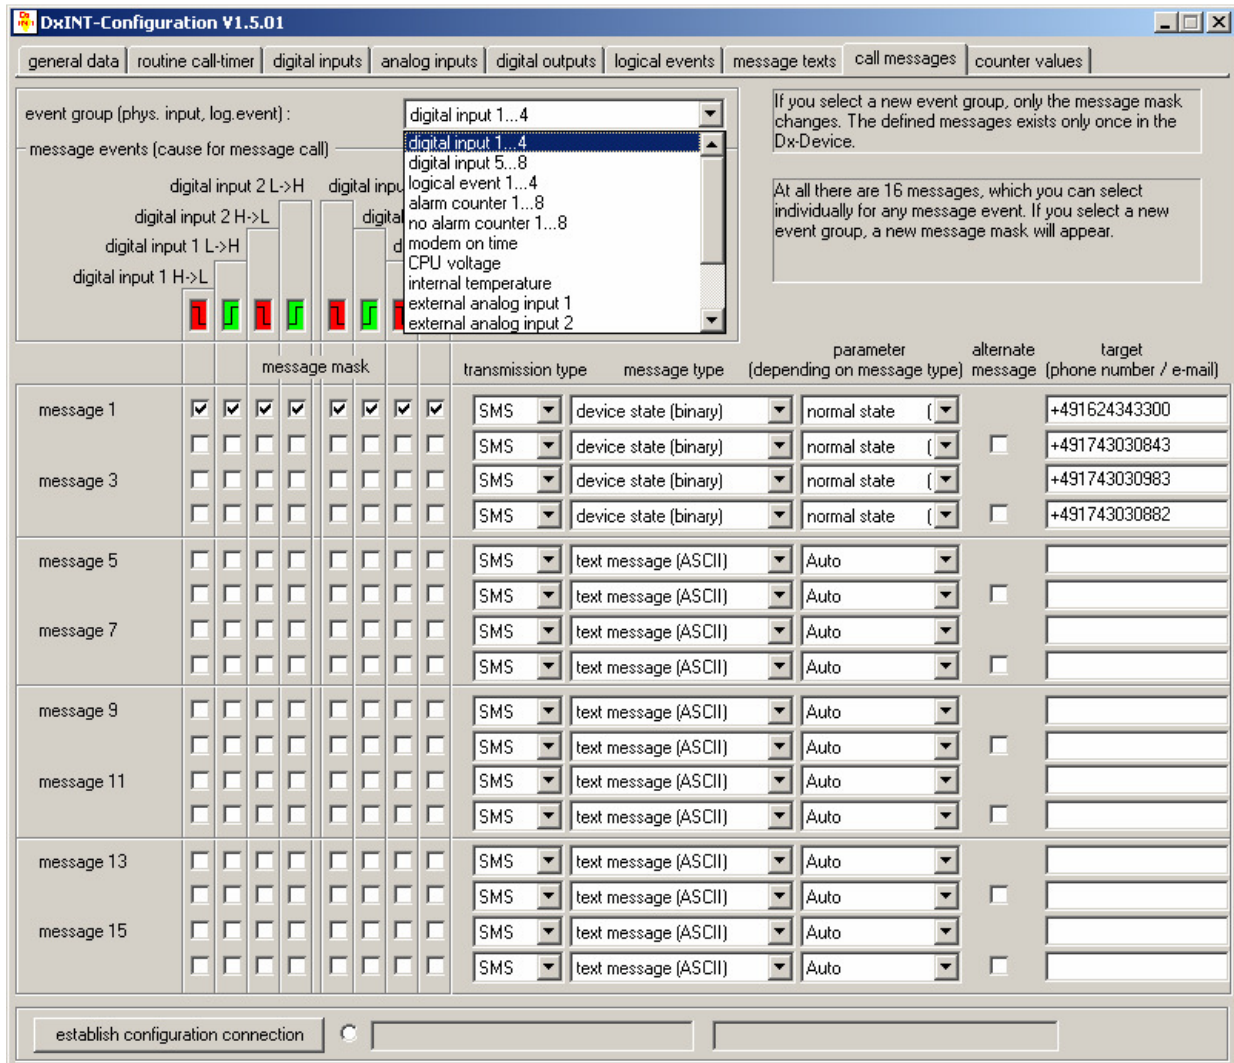 DxINT-Configuration V1.5.01
general data routine call-timer digital inputs analog inputs digital outputs logical events message texts call messages counter values
event group (phys. input, log.event) :
digital input 1...4
digital input 1...4
digital input 5...8
logical event 1...4
alarm counter 1...8
no alarm counter 1...8
modem on time
CPU voltage
internal temperature
external analog input 1
external analog input 2
If you select a new event group, only the message mask
changes. The defined messages exists only once in the
Dx-Device.
At all there are 16 messages, which you can select
individually for any message event. If you select a new
event group, a new message mask will appear.
message events (cause for message call)
digital input 2 L->H digital inpu
digital input 2 H->L digital
digital input 1 L->H d
digital input 1 H->L
message mask
transmission type message type parameter
(depending on message type) alternate
message target
(phone number / e-mail)
message 1 SMS device state (binary) normal state ( +491624343300
SMS device state (binary) normal state ( +491743030843
message 3 SMS device state (binary) normal state ( +491743030983
SMS device state (binary) normal state ( +491743030882
message 5 SMS text message (ASCII) Auto
SMS text message (ASCII) Auto
message 7 SMS text message (ASCII) Auto
SMS text message (ASCII) Auto
message 9 SMS text message (ASCII) Auto
SMS text message (ASCII) Auto
message 11 SMS text message (ASCII) Auto
SMS text message (ASCII) Auto
message 13 SMS text message (ASCII) Auto
SMS text message (ASCII) Auto
message 15 SMS text message (ASCII) Auto
SMS text message (ASCII) Auto
establish configuration connection